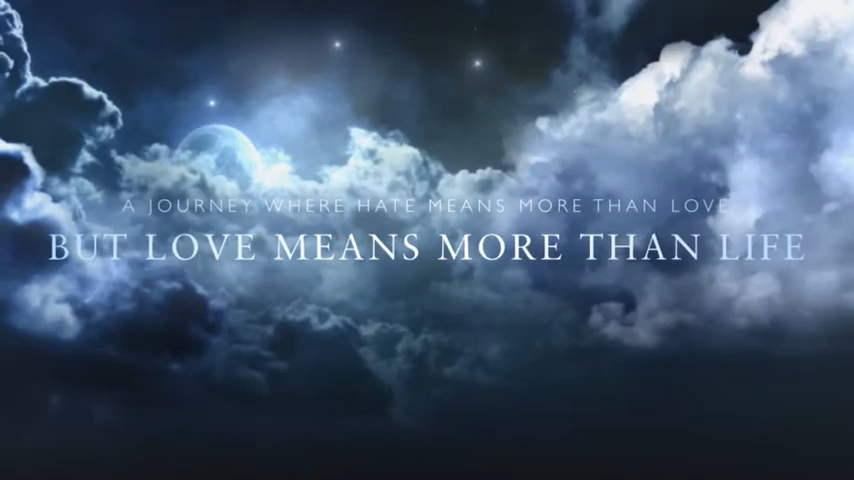 A JOURNEY WHERE HATE MEANS MORE THAN LOVE
BUT LOVE MEANS MORE THAN LIFE